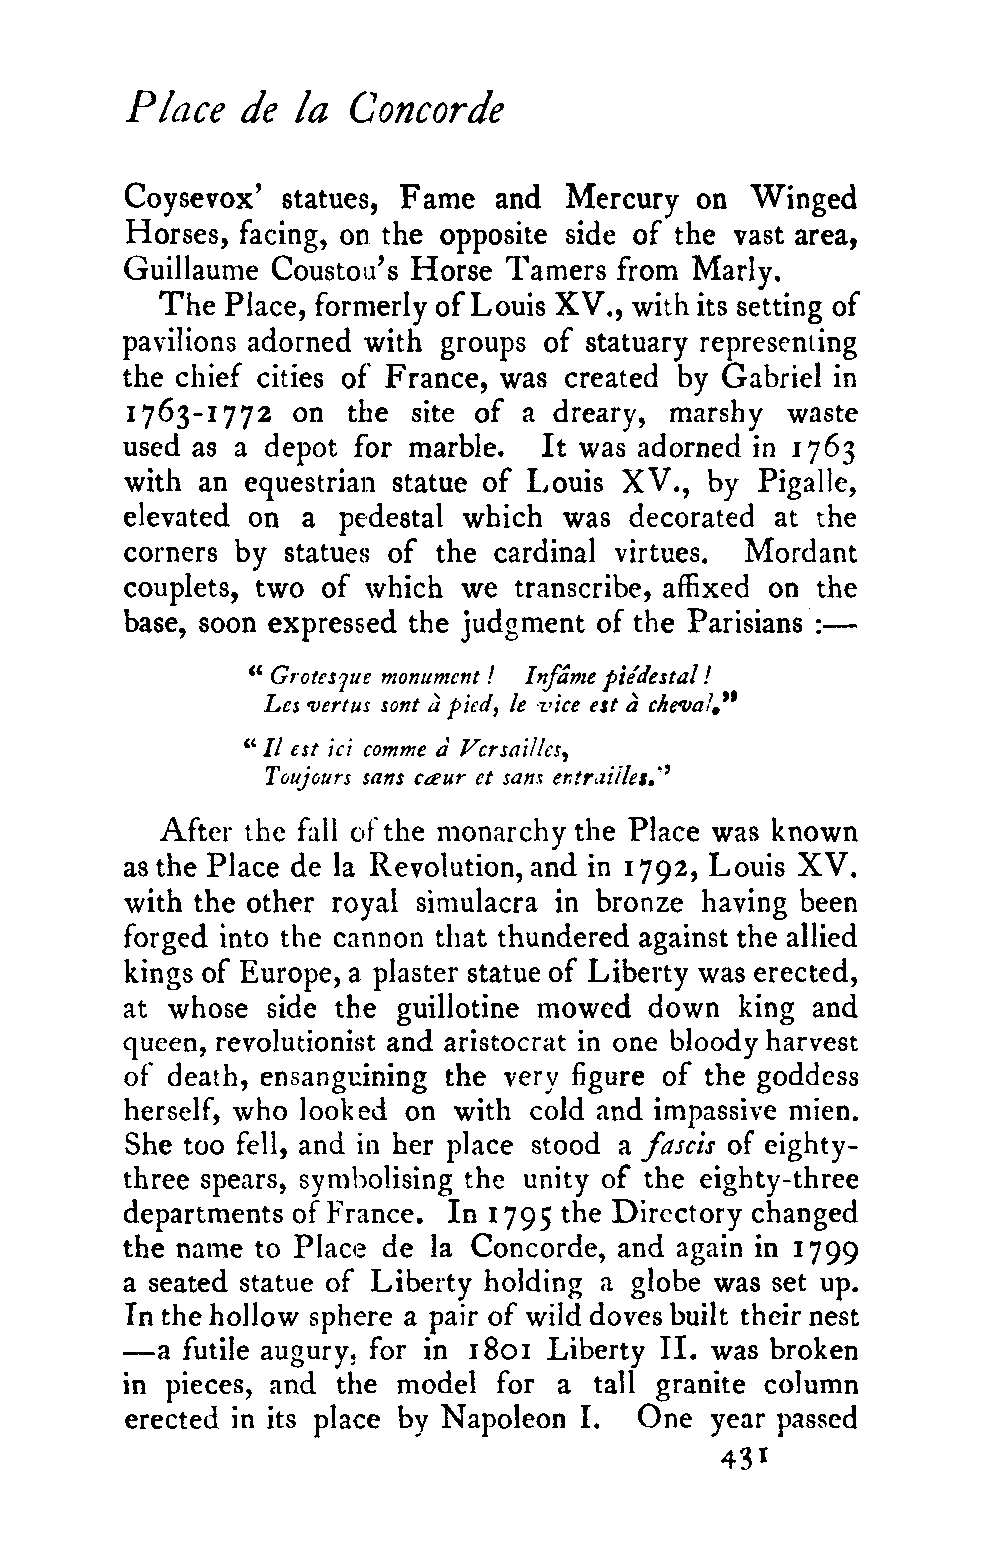 Place de la Concorde
Coysevox' statues, Fame and Mercury on Winged
Horses, facing, on the opposite side of the vast area,
Guillaume Coustou's Horse Tamers from Marly.
The Place, formerly of Louis XV., with its setting of
pavilions adorned with groups of statuary representing
the chief cities of France, was created by Gabriel in
1763-1772 on the site of a dreary, marshy waste
used as a depot for marble. It was adorned in 1763
with an equestrian statue of Louis XV., by Pigalle,
elevated on a pedestal which was decorated at the
corners by statues of the cardinal virtues. Mordant
couplets, two of which we transcribe, affixed on the
base, soon expressed the judgment of the Parisians :—
“Grotesque monument ! Infâme piédestal !
Les vertus sont à pied, le vice est à cheval.”
“Il est ici comme à Versailles,
Toujours sans cœur et sans entrailles.”
After the fall of the monarchy the Place was known
as the Place de la Revolution, and in 1792, Louis XV.
with the other royal simulacra in bronze having been
forged into the cannon that thundered against the allied
kings of Europe, a plaster statue of Liberty was erected,
at whose side the guillotine mowed down king and
queen, revolutionist and aristocrat in one bloody harvest
of death, ensanguining the very figure of the goddess
herself, who looked on with cold and impassive mien.
She too fell, and in her place stood a fascis of eighty-
three spears, symbolising the unity of the eighty-three
departments of France. In 1795 the Directory changed
the name to Place de la Concorde, and again in 1799
a seated statue of Liberty holding a globe was set up.
In the hollow sphere a pair of wild doves built their nest
—a futile augury, for in 1801 Liberty II. was broken
in pieces, and the model for a tall granite column
erected in its place by Napoleon I. One year passed
431